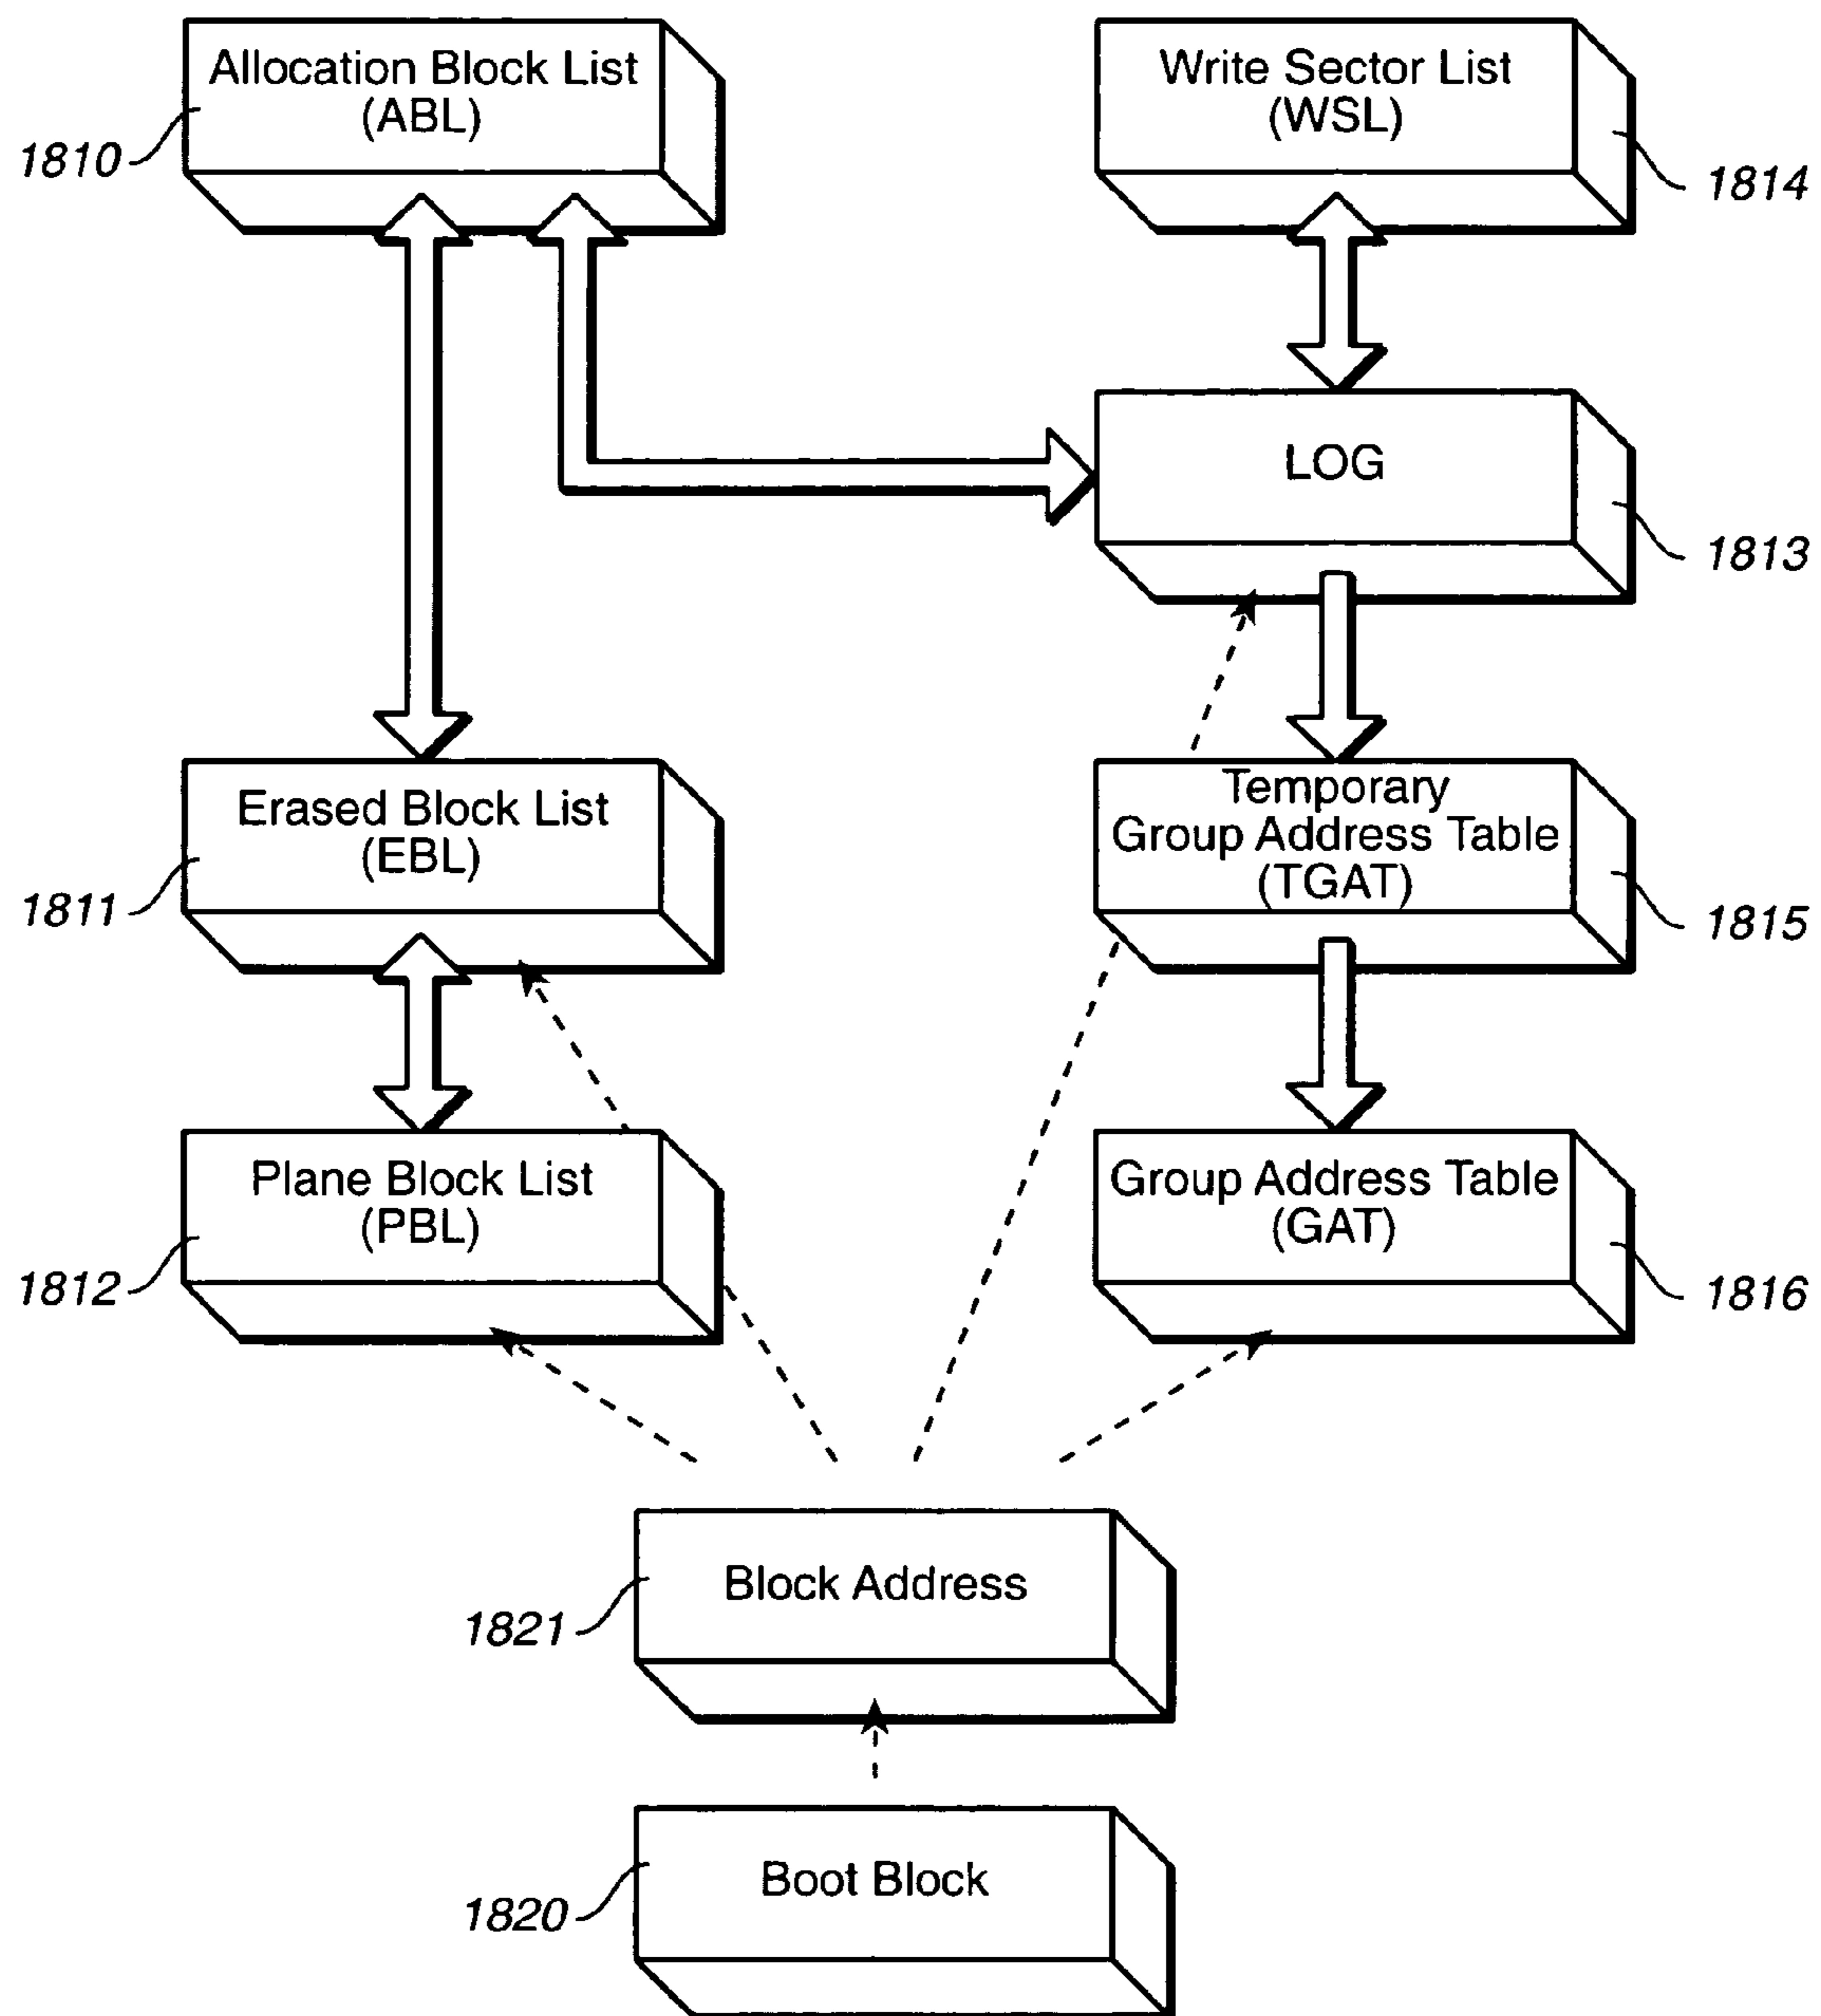 Allocation Block List
(ABL)
1810
Write Sector List
(WSL)
1814
LOG
1813
Erased Block List
(EBL)
1811
Temporary
Group Address Table
(TGAT)
1815
Plane Block List
(PBL)
1812
Group Address Table
(GAT)
1816
Block Address
1821
Boot Block
1820